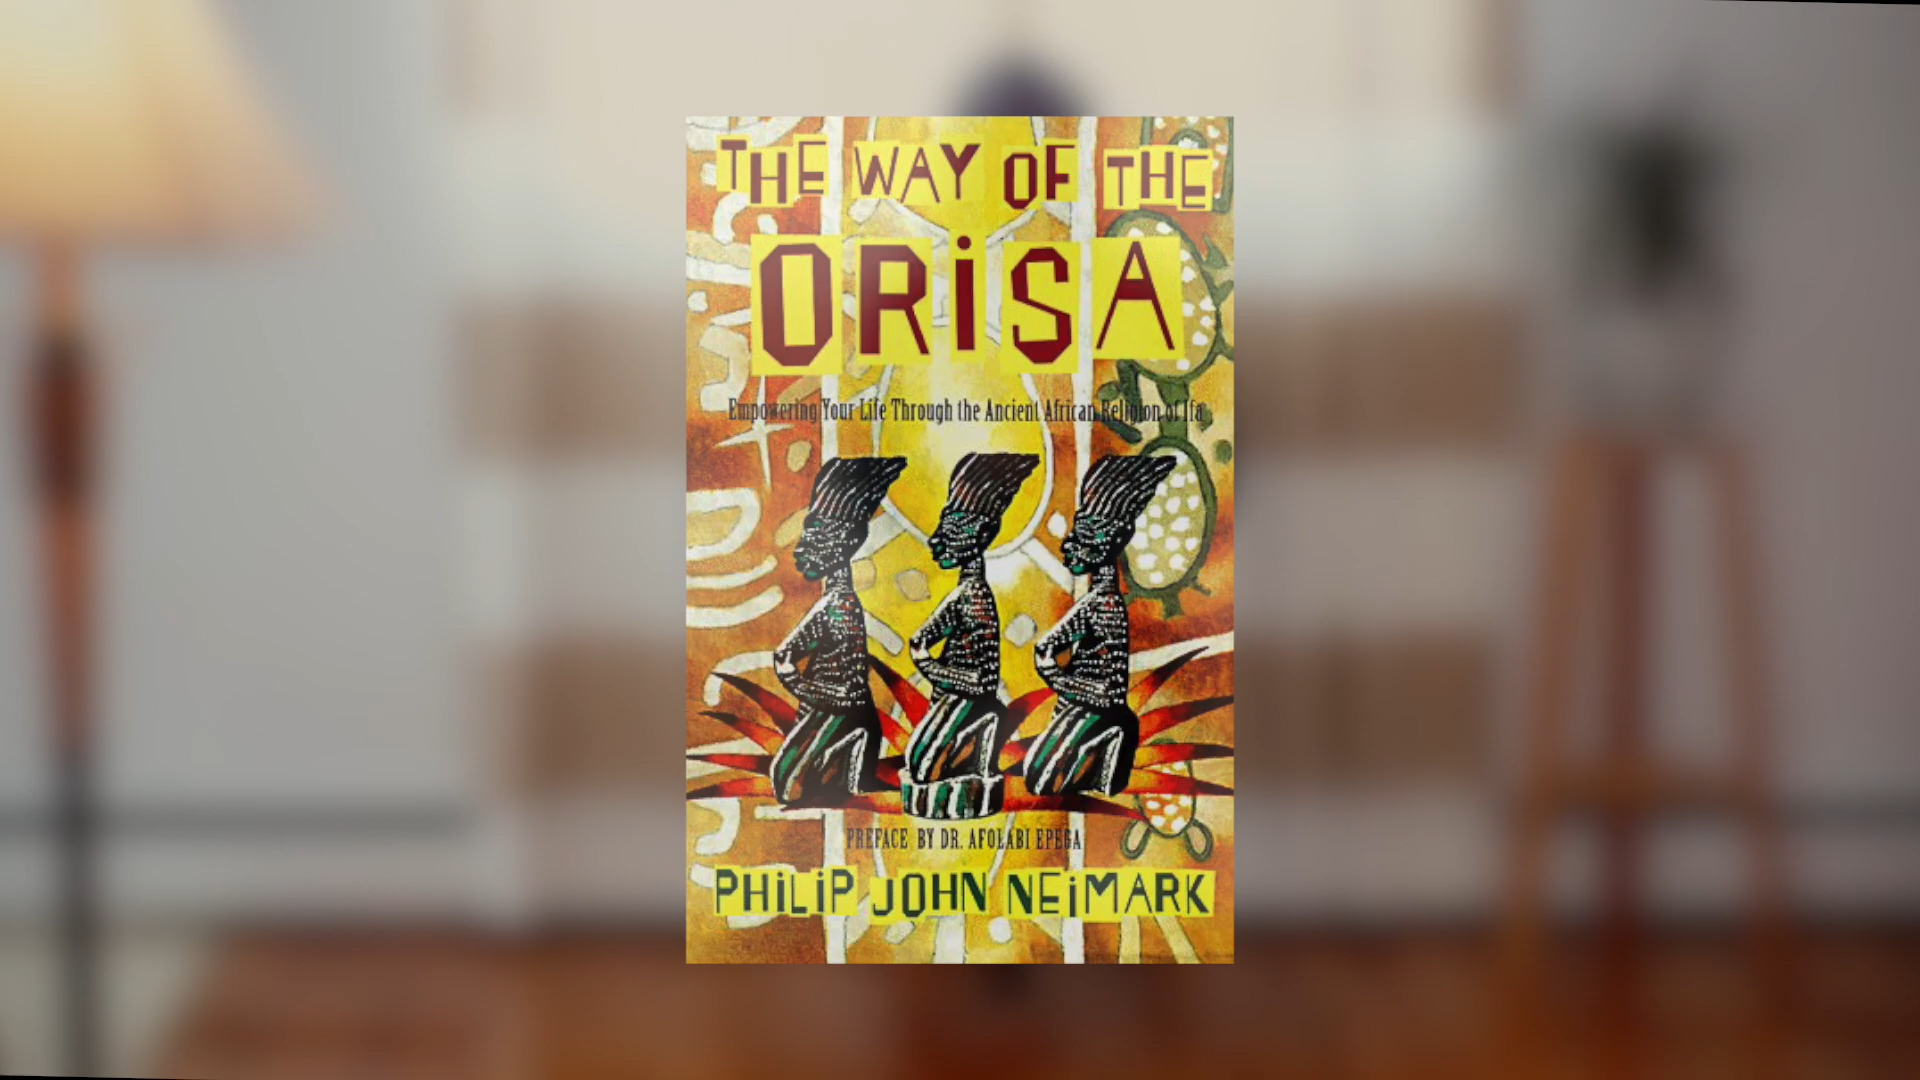 THE WAY OF THE
ORiSA
Empowering Your Life Through the Ancient African Religion of Ifa
PREFACE BY DR. AFOLABI EPEGA
PHiLiP JOHN NEiMARK